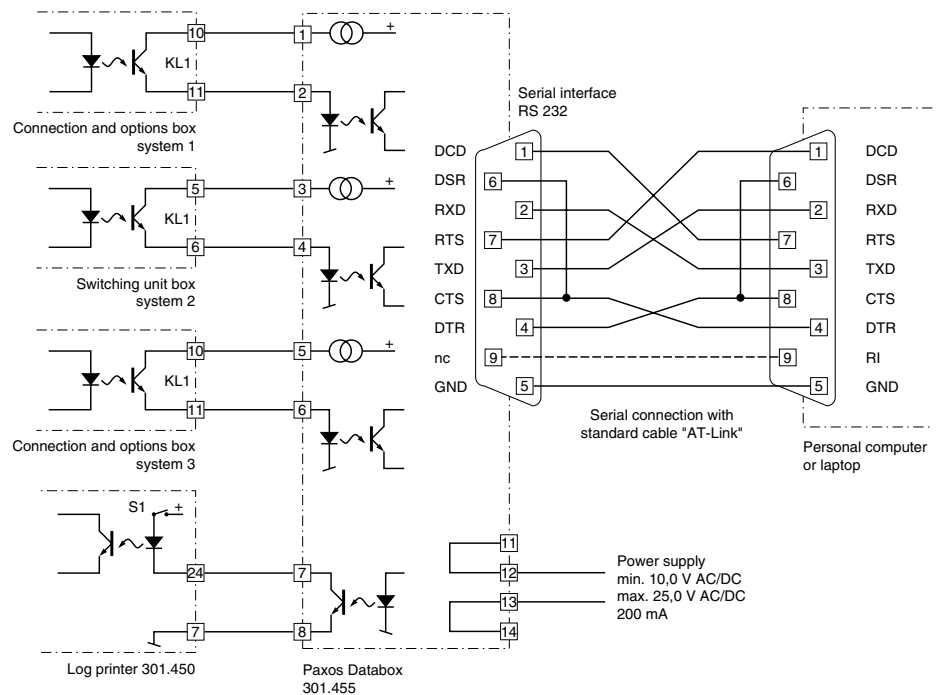 10
1
+
KL1
11
2
Connection and options box
system 1
5
3
+
KL1
6
4
Switching unit box
system 2
10
5
+
KL1
11
6
Connection and options box
system 3
S1
+
24
7
7
8
Log printer 301.450
Paxos Databox
301.455
Serial interface
RS 232
DCD
1
1
DCD
DSR
6
6
DSR
RXD
2
2
RXD
RTS
7
7
RTS
TXD
3
3
TXD
CTS
8
8
CTS
DTR
4
4
DTR
nc
9
9
RI
GND
5
5
GND
Serial connection with
standard cable "AT-Link"
Personal computer
or laptop
11
12
13
14
Power supply
min. 10,0 V AC/DC
max. 25,0 V AC/DC
200 mA